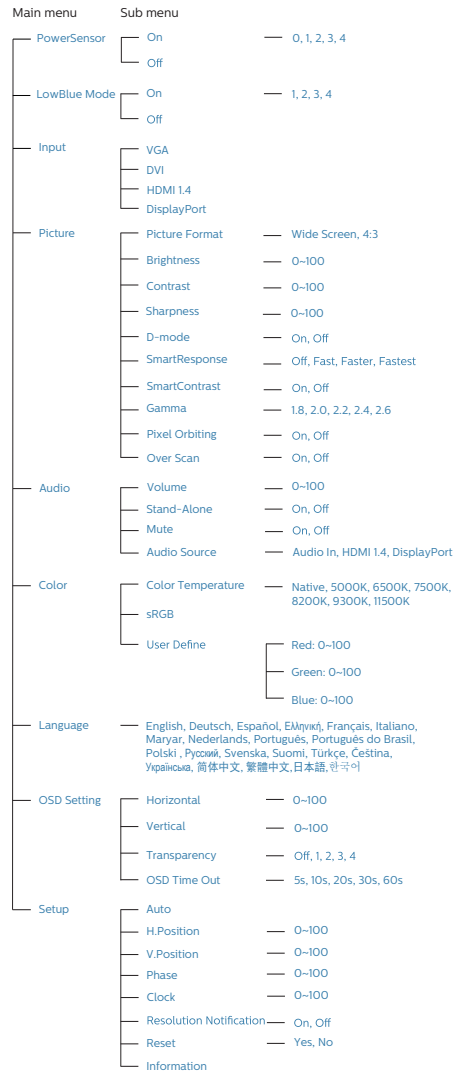 Main menu Sub menu
PowerSensor On 0, 1, 2, 3, 4
Off
LowBlue Mode On 1, 2, 3, 4
Off
Input VGA
DVI
HDMI 1.4
DisplayPort
Picture Picture Format Wide Screen, 4:3
Brightness 0~100
Contrast 0~100
Sharpness 0~100
D-mode On, Off
SmartResponse Off, Fast, Faster, Fastest
SmartContrast On, Off
Gamma 1.8, 2.0, 2.2, 2.4, 2.6
Pixel Orbiting On, Off
Over Scan On, Off
Audio Volume 0~100
Stand-Alone On, Off
Mute On, Off
Audio Source Audio In, HDMI 1.4, DisplayPort
Color Color Temperature Native, 5000K, 6500K, 7500K,
8200K, 9300K, 11500K
sRGB
User Define Red: 0~100
Green: 0~100
Blue: 0~100
Language English, Deutsch, Español, Ελληνική, Français, Italiano,
Maryar, Nederlands, Português, Português do Brasil,
Polski , Русский, Svenska, Suomi, Türkçe, Čeština,
Українська, 简体中文, 繁體中文,日本語,한국어
OSD Setting Horizontal 0~100
Vertical 0~100
Transparency Off, 1, 2, 3, 4
OSD Time Out 5s, 10s, 20s, 30s, 60s
Setup Auto
H.Position 0~100
V.Position 0~100
Phase 0~100
Clock 0~100
Resolution Notification On, Off
Reset Yes, No
Information